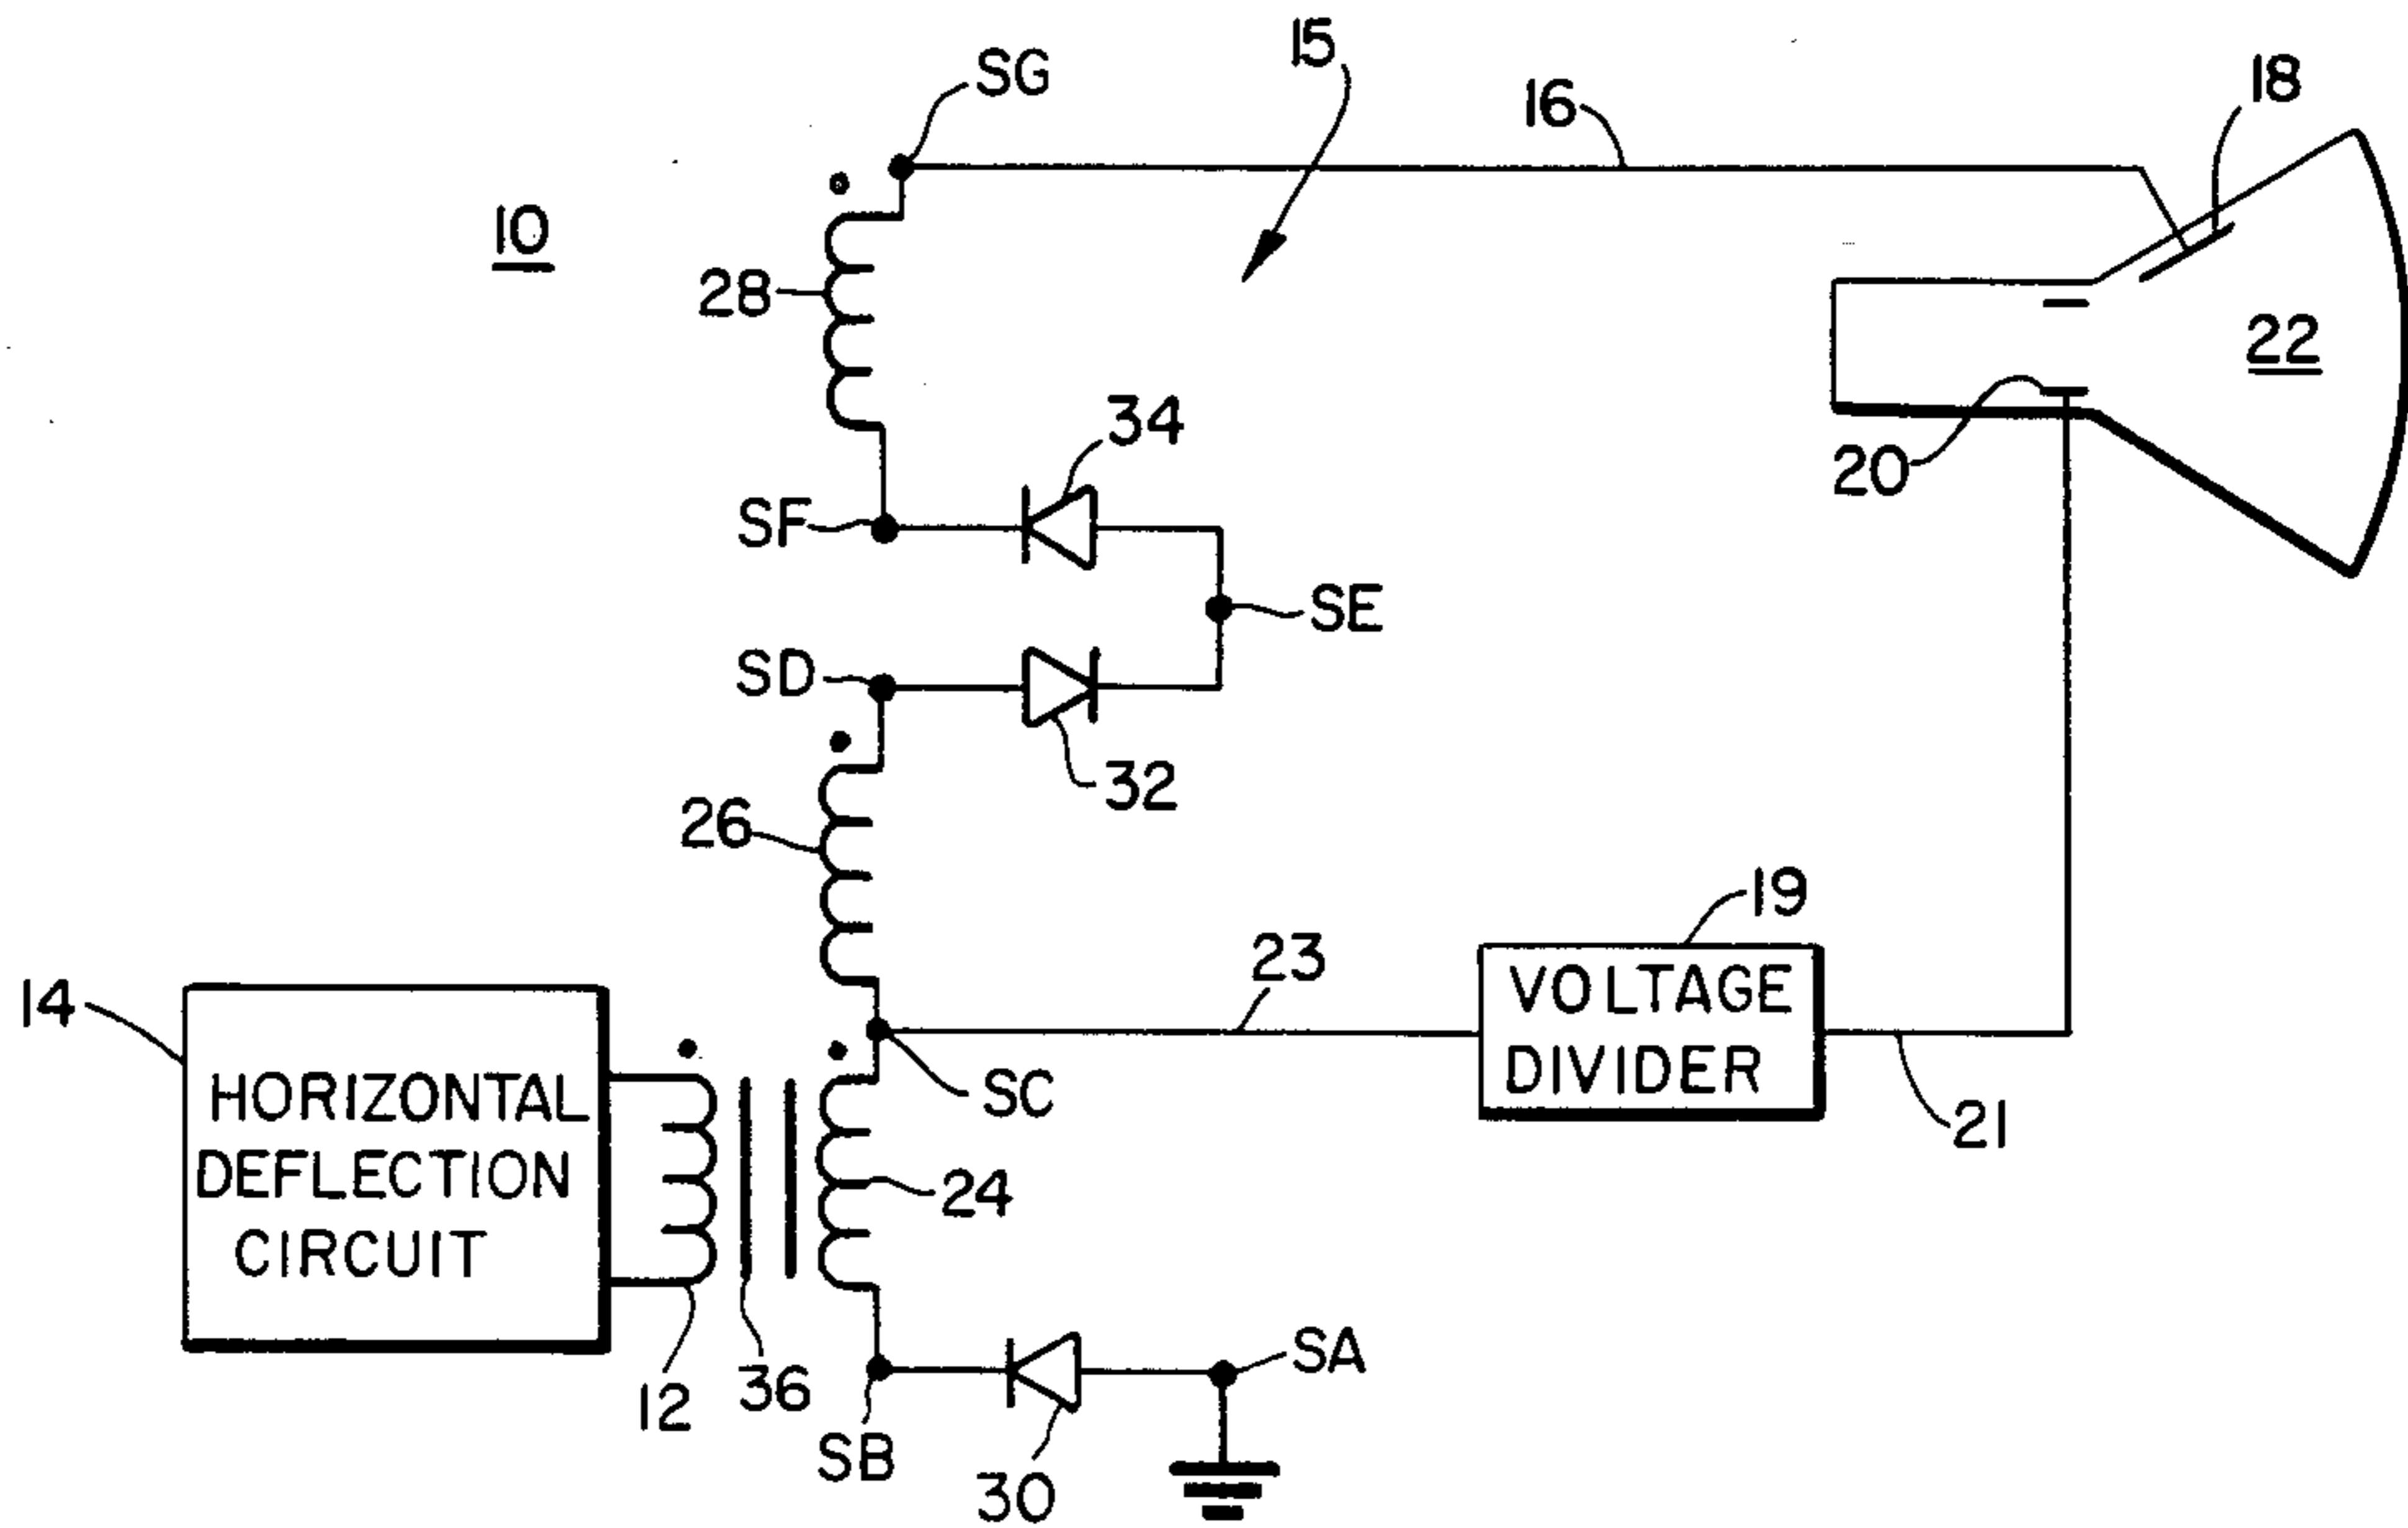 SG
15
16
18
10
28
22
34
20
SF
SE
SD
32
26
19
23
VOLTAGE
DIVIDER
14
HORIZONTAL
DEFLECTION
CIRCUIT
SC
21
24
12
36
SA
SB
30